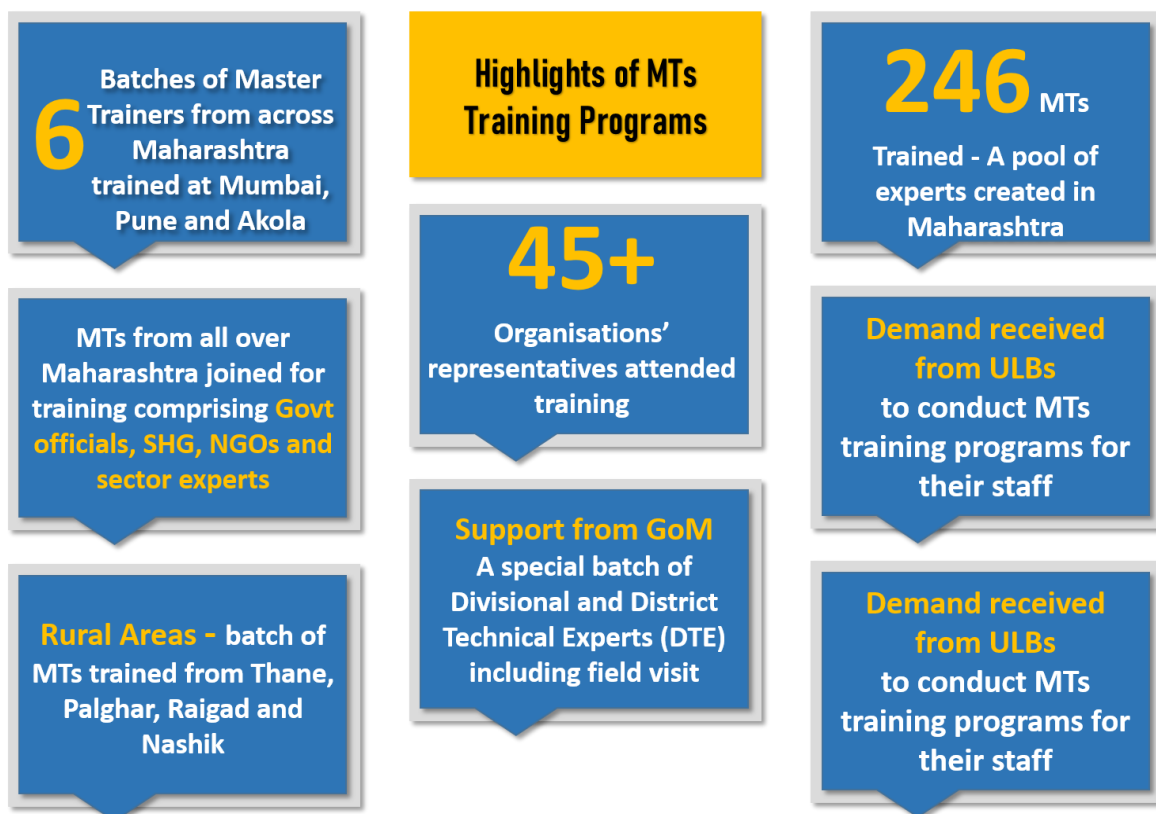 6
Batches of Master
Trainers from across
Maharashtra
trained at Mumbai,
Pune and Akola
MTs from all over
Maharashtra joined for
training comprising Govt
officials, SHG, NGOs and
sector experts
Rural Areas - batch of
MTs trained from Thane,
Palghar, Raigad and
Nashik
Highlights of MTs
Training Programs
45+
Organisations’
representatives attended
training
Support from GoM
A special batch of
Divisional and District
Technical Experts (DTE)
including field visit
246 MTs
Trained - A pool of
experts created in
Maharashtra
Demand received
from ULBs
to conduct MTs
training programs for
their staff
Demand received
from ULBs
to conduct MTs
training programs for
their staff